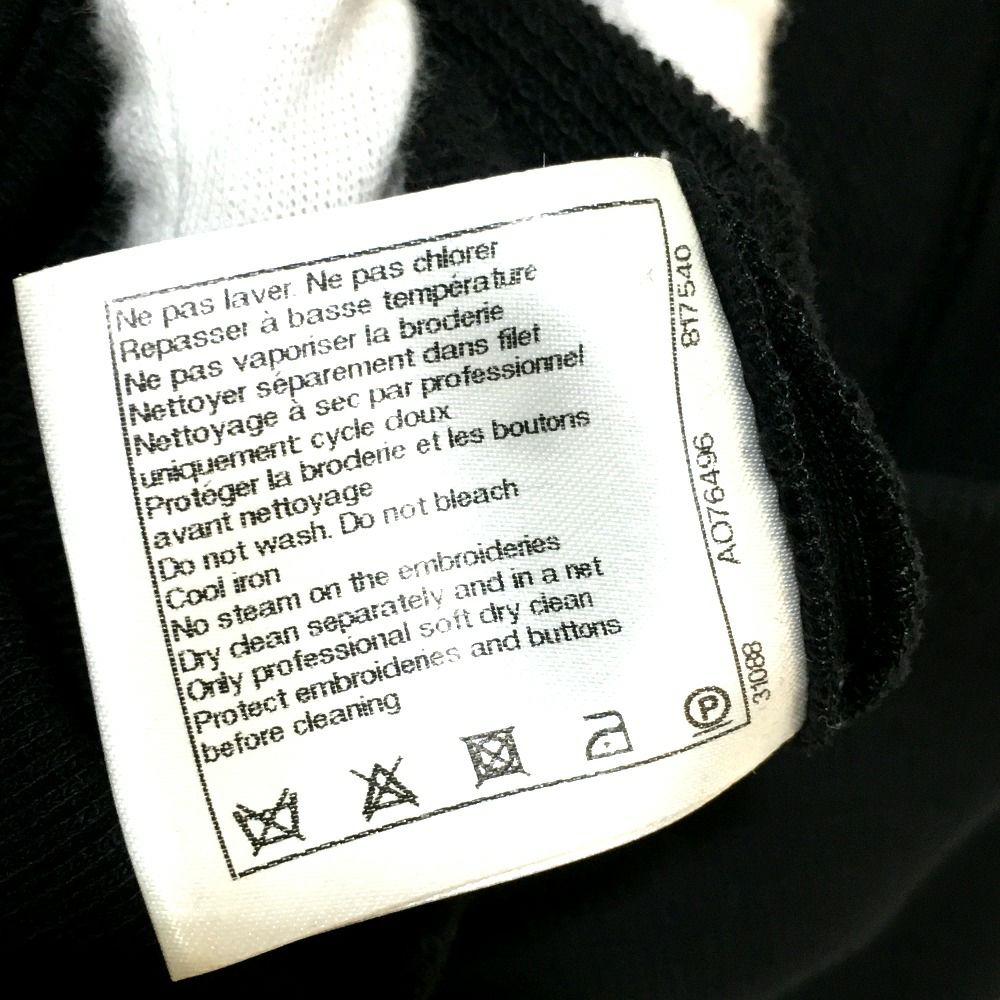 Ne pas laver. Ne pas chlorer
Repasser à basse température
Ne pas vaporiser la broderie
Nettoyer séparement dans filet
Nettoyage à sec par professionnel
uniquement cycle doux
Protéger la broderie et les boutons
avant nettoyage
Do not wash. Do not bleach
Cool iron
No steam on the embroideries
Dry clean separately and in a net
Only professional soft dry clean
Protect embroideries and buttons
before cleaning
P
31088
AO76496
817540